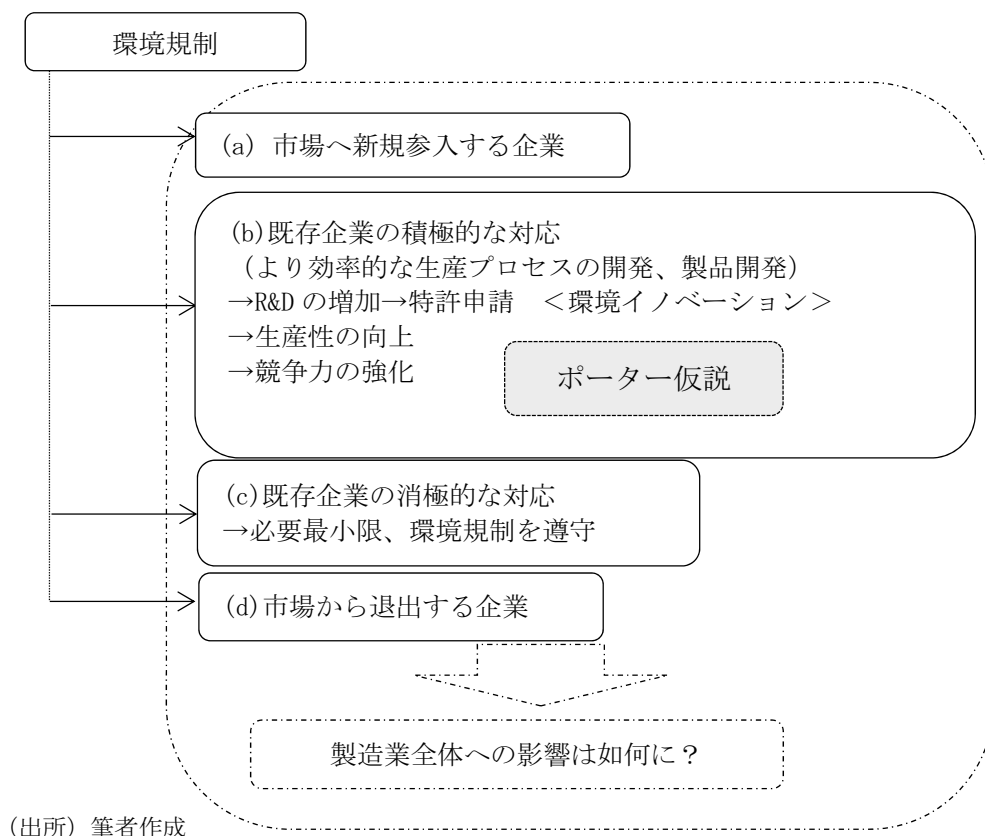 環境規制
(a) 市場へ新規参入する企業
(b)既存企業の積極的な対応
（より効率的な生産プロセスの開発、製品開発）
→R&Dの増加→特許申請　＜環境イノベーション＞
→生産性の向上
→競争力の強化
ポーター仮説
(c)既存企業の消極的な対応
→必要最小限、環境規制を遵守
(d)市場から退出する企業
製造業全体への影響は如何に？
（出所）筆者作成